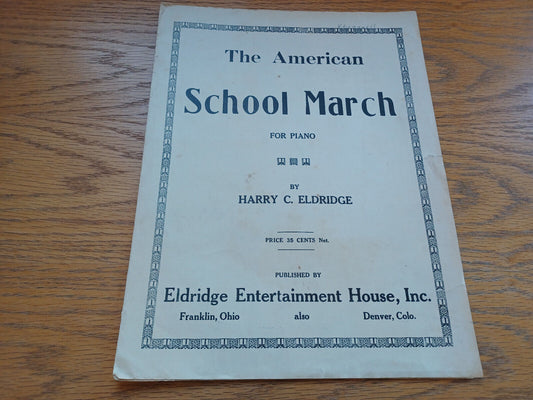 The American
School March
FOR PIANO
BY
HARRY C. ELDRIDGE
PRICE 35 CENTS Net.
PUBLISHED BY
Eldridge Entertainment House, Inc.
Franklin, Ohio also Denver, Colo.